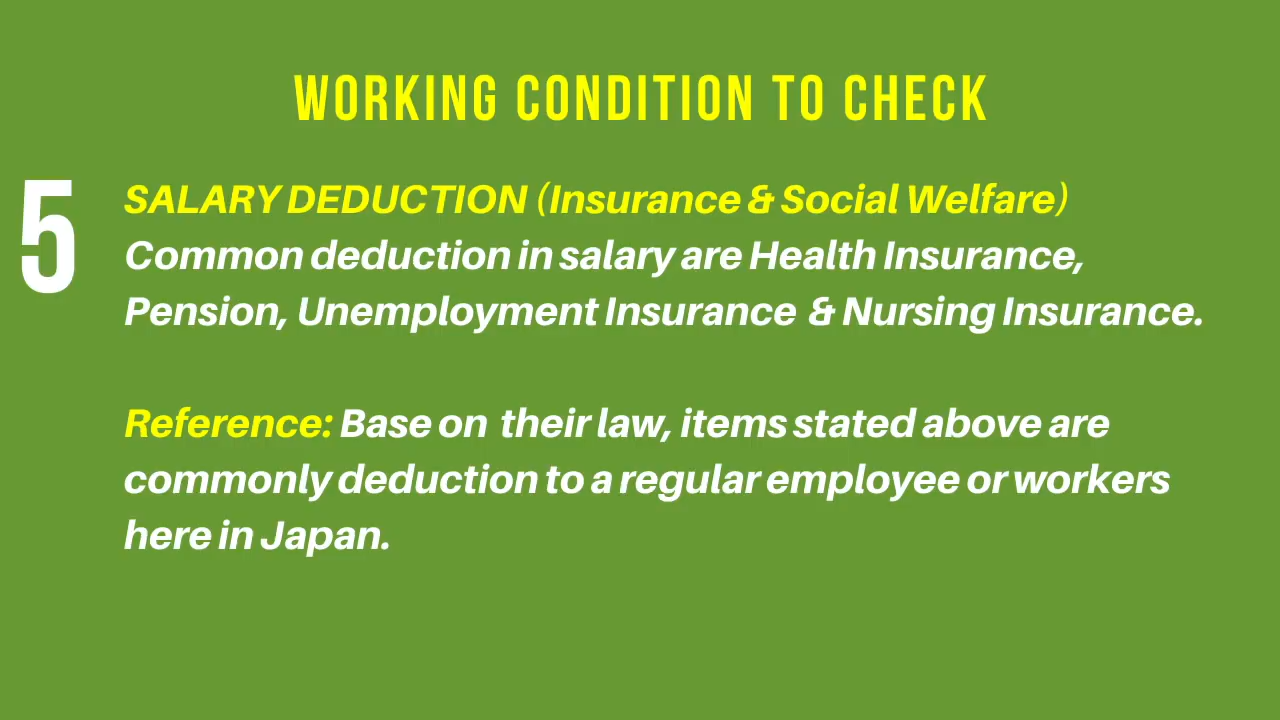 WORKING CONDITION TO CHECK
5
SALARY DEDUCTION (Insurance & Social Welfare)
Common deduction in salary are Health Insurance,
Pension, Unemployment Insurance & Nursing Insurance.
Reference: Base on their law, items stated above are
commonly deduction to a regular employee or workers
here in Japan.